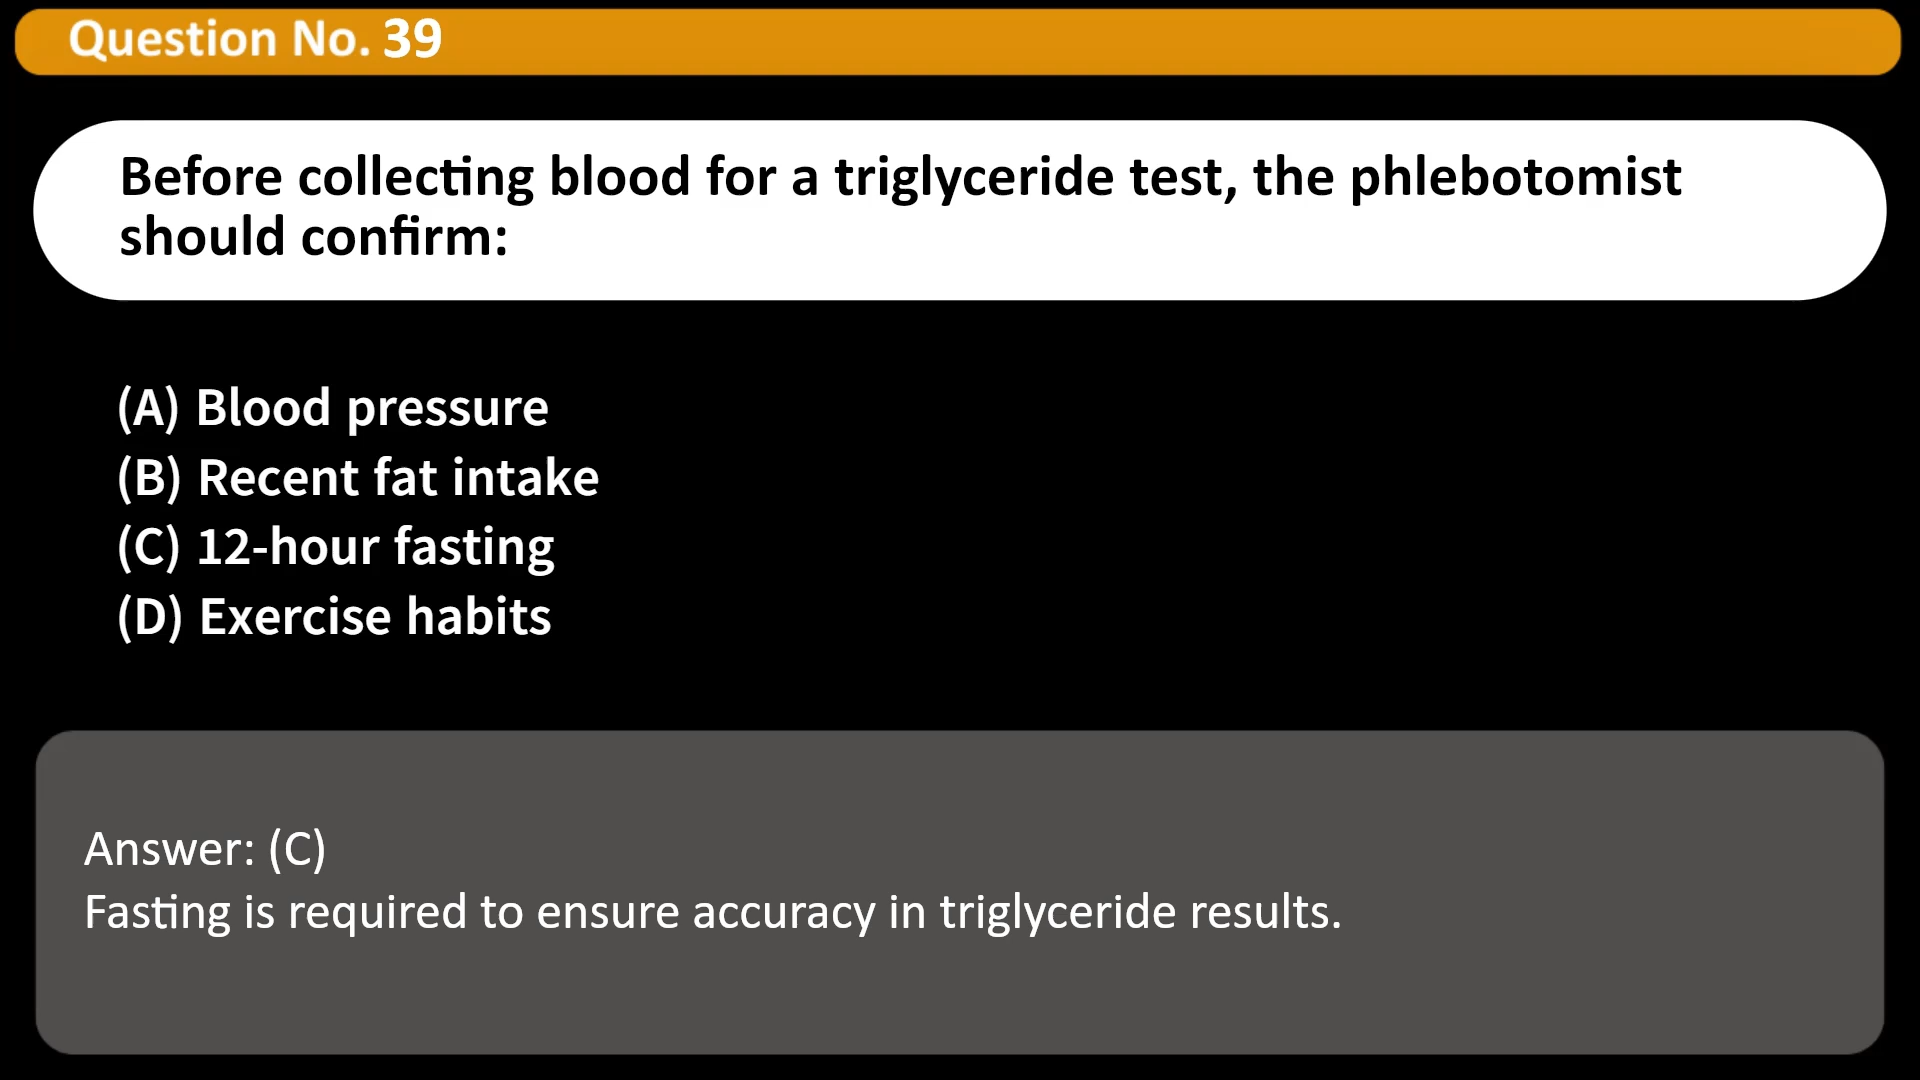 Question No. 39
Before collecting blood for a triglyceride test, the phlebotomist
should confirm:
(A) Blood pressure
(B) Recent fat intake
(C) 12-hour fasting
(D) Exercise habits
Answer: (C)
Fasting is required to ensure accuracy in triglyceride results.